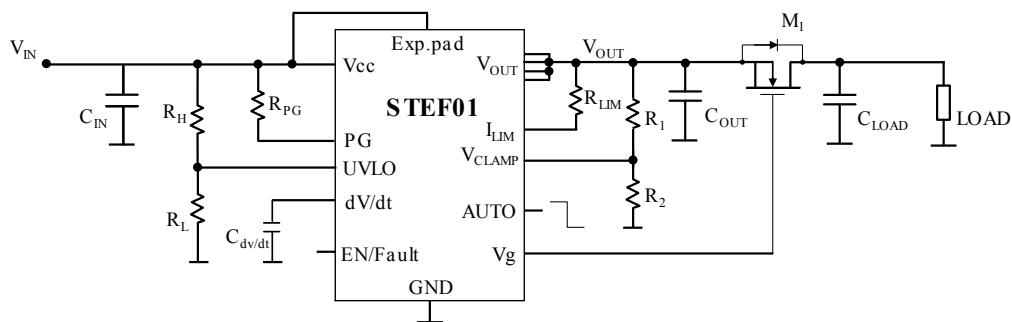 M1
Exp.pad
VIN
Vcc
VOUT
VOUT
STEF01
CIN
RH
RPG
RLIM
R1
COUT
CLOAD
LOAD
PG
ILIM
UVLO
VCLAMP
RL
dV/dt
AUTO
R2
Cdv/dt
EN/Fault
Vg
GND